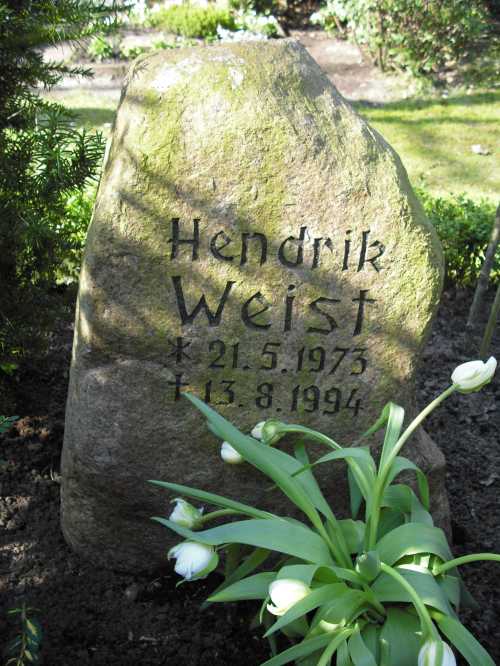 Hendrik
Weist
* 21.5.1973
† 13.8.1994